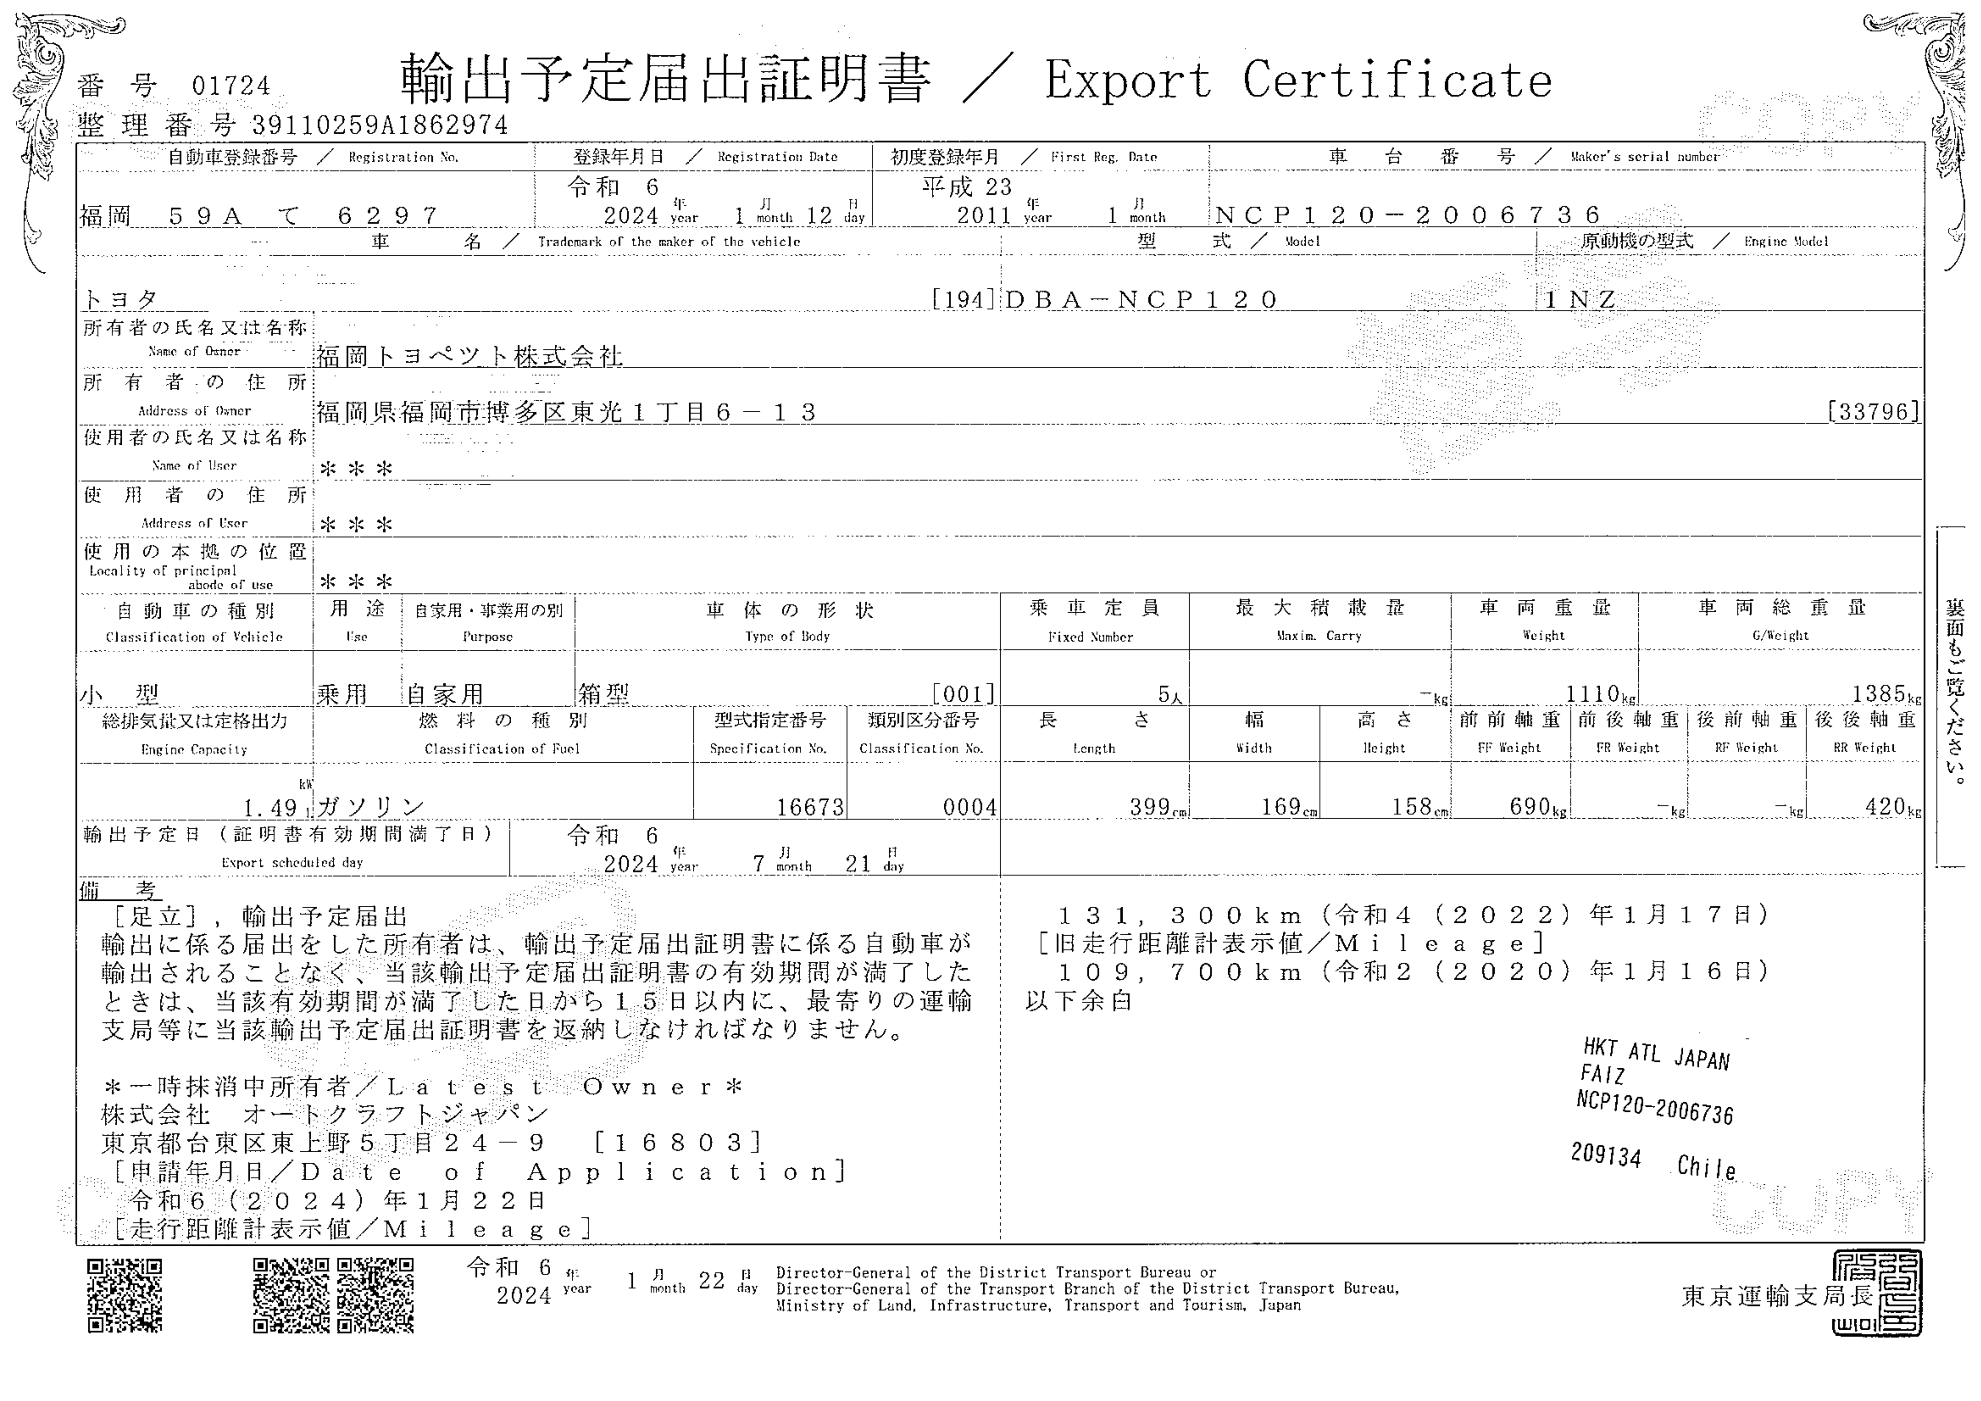 輸出予定届出証明書 ／ Export Certificate
番 号 01724
整 理 番 号 39110259A1862974
自動車登録番号 ／ Registration No. 登録年月日 ／ Registration Date 初度登録年月 ／ First Reg. Date 車 台 番 号 ／ Maker's serial number
令和 6 平成 23
福岡 ５９Ａ て ６２９７ 2024 年 year 1 月 month 12 日 day 2011 年 year 1 月 month ＮＣＰ１２０－２００６７３６
車 名 ／ Trademark of the maker of the vehicle 型 式 ／ Model 原動機の型式 ／ Engine Model
トヨタ [194] ＤＢＡ－ＮＣＰ１２０ １ＮＺ
所有者の氏名又は名称
Name of Owner 福岡トヨペツト株式会社
所 有 者 の 住 所
Address of Owner 福岡県福岡市博多区東光１丁目６－１３ [33796]
使用者の氏名又は名称
Name of User ＊＊＊
使 用 者 の 住 所
Address of User ＊＊＊
使 用 の 本 拠 の 位 置
Locality of principal
abode of use ＊＊＊
自 動 車 の 種 別 用 途 自家用・事業用の別 車 体 の 形 状 乗 車 定 員 最 大 積 載 量 車 両 重 量 車 両 総 重 量
Classification of Vehicle Use Purpose Type of Body Fixed Number Maxim. Carry Weight G/Weight
小 型 乗用 自家用 箱型 [001] 5人 －kg 1110kg 1385kg
総排気量又は定格出力 燃 料 の 種 別 型式指定番号 類別区分番号 長 さ 幅 高 さ 前前軸重 前後軸重 後前軸重 後後軸重
Engine Capacity Classification of Fuel Specification No. Classification No. Length Width Height FF Weight FR Weight RF Weight RR Weight
kW
1.49 l ガソリン 16673 0004 399cm 169cm 158cm 690kg －kg －kg 420kg
輸出予定日（証明書有効期間満了日） 令和 6
Export scheduled day 2024 年 year 7 月 month 21 日 day
備 考
［足立］，輸出予定届出
輸出に係る届出をした所有者は、輸出予定届出証明書に係る自動車が
輸出されることなく、当該輸出予定届出証明書の有効期間が満了した
ときは、当該有効期間が満了した日から１５日以内に、最寄りの運輸
支局等に当該輸出予定届出証明書を返納しなければなりません。
＊一時抹消中所有者／Ｌａｔｅｓｔ Ｏｗｎｅｒ＊
株式会社 オートクラフトジャパン
東京都台東区東上野５丁目２４－９ ［１６８０３］
［申請年月日／Ｄａｔｅ ｏｆ Ａｐｐｌｉｃａｔｉｏｎ］
令和６（２０２４）年１月２２日
［走行距離計表示値／Ｍｉｌｅａｇｅ］
１３１，３００ｋｍ（令和４（２０２２）年１月１７日）
［旧走行距離計表示値／Ｍｉｌｅａｇｅ］
１０９，７００ｋｍ（令和２（２０２０）年１月１６日）
以下余白
HKT ATL JAPAN
FAIZ
NCP120-2006736
209134 Chile
裏面もご覧ください。
COPY
COPY
令和 6 年 year 1 月 month 22 日 day
2024
Director-General of the District Transport Bureau or
Director-General of the Transport Branch of the District Transport Bureau,
Ministry of Land, Infrastructure, Transport and Tourism, Japan
東京運輸支局長